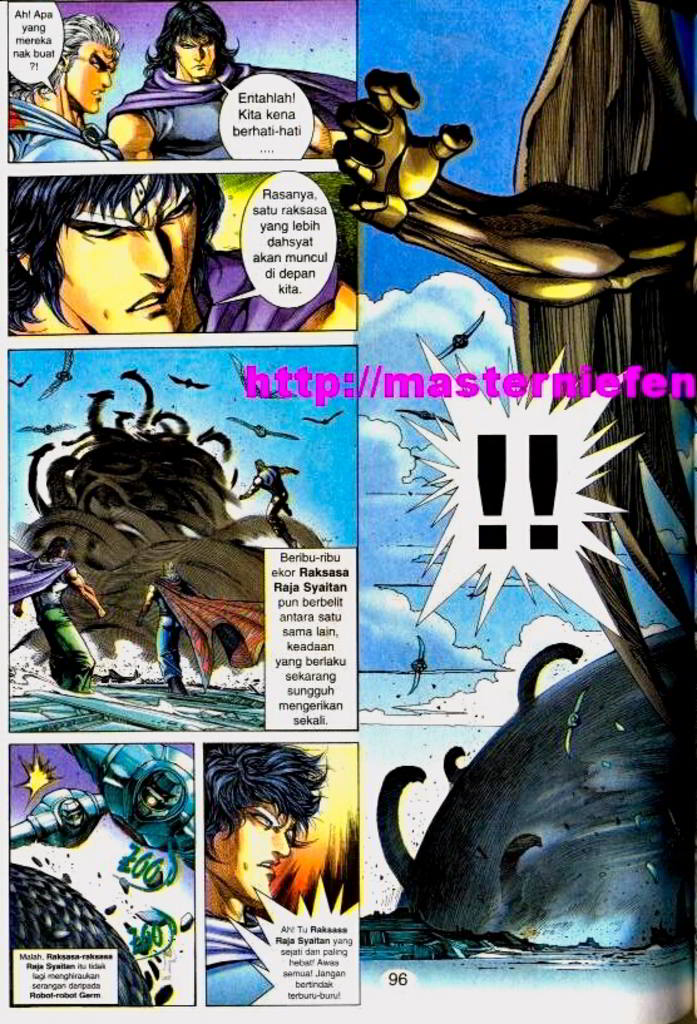 Ah! Apa
yang
mereka
nak buat
?!
Entahlah!
Kita kena
berhati-hati
....
Rasanya,
satu raksasa
yang lebih
dahsyat
akan muncul
di depan
kita.
http://masterniefen
!!
Beribu-ribu
ekor Raksasa
Raja Syaitan
pun berbelit
antara satu
sama lain,
keadaan
yang berlaku
sekarang
sungguh
mengerikan
sekali.
Malah, Raksasa-raksasa
Raja Syaitan itu tidak
lagi menghiraukan
serangan daripada
Robot-robot Germ
Ah! Tu Raksasa
Raja Syaitan yang
sejati dan paling
hebat! Awas
semua! Jangan
bertindak
terburu-buru!
96